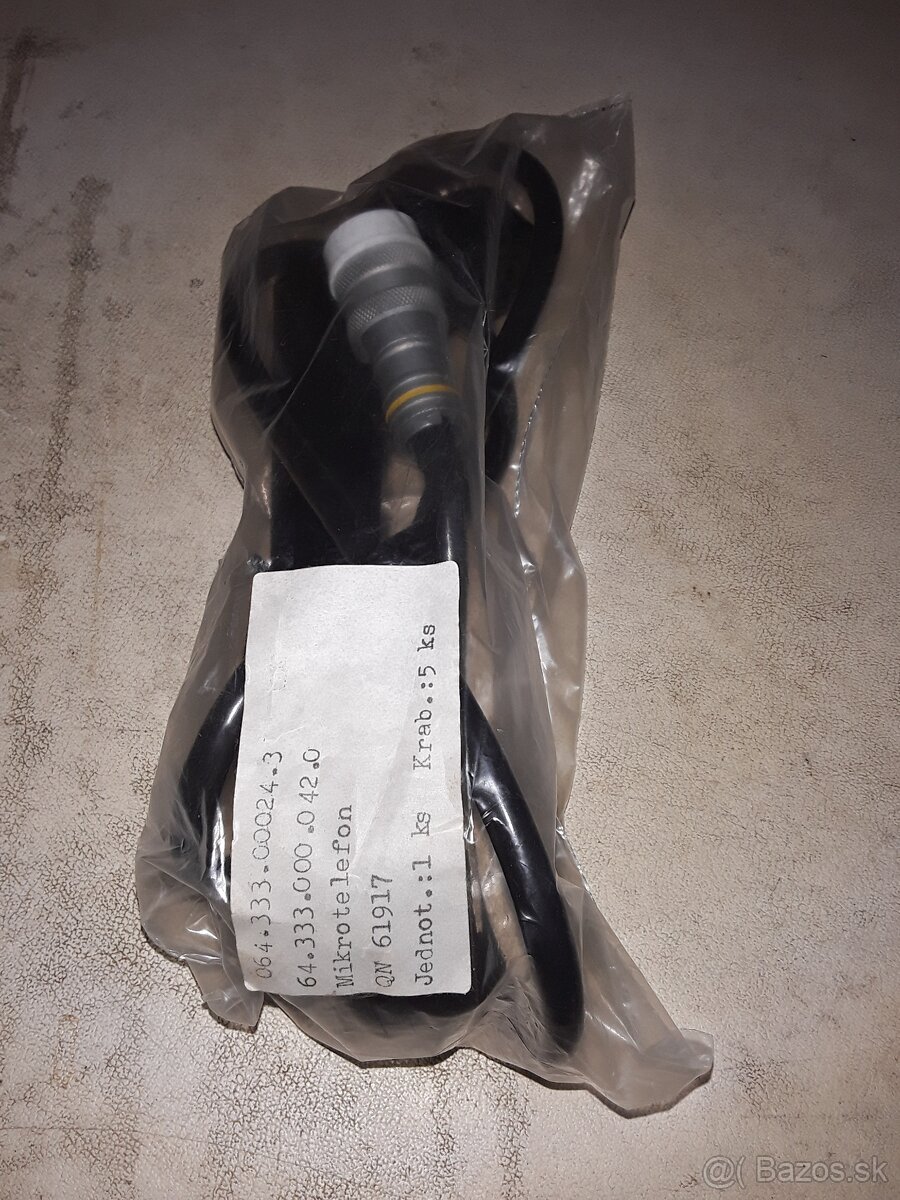 064.333.00024.3
64.333.000.042.0
Mikrotelefon
QN 61917
Jednot.:1 ks Krab.:5 ks
@( Bazos.sk